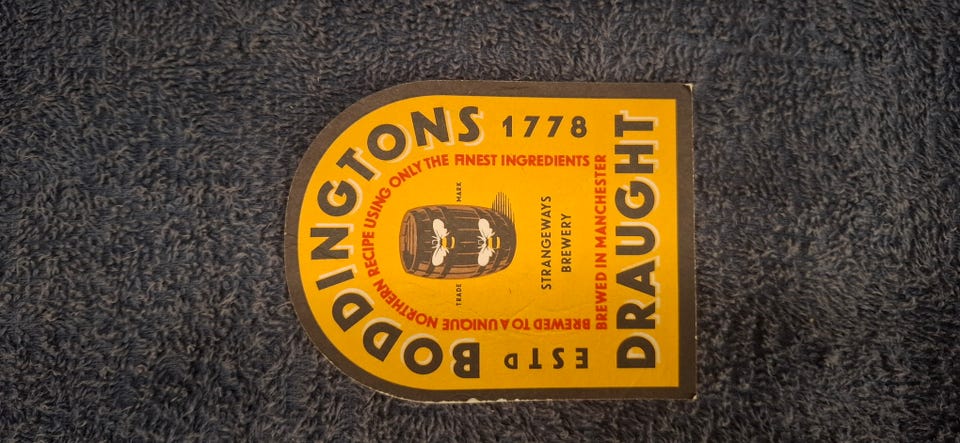 BODDINGTONS
ESTD 1778
BREWED TO A UNIQUE NORTHERN RECIPE USING ONLY THE FINEST INGREDIENTS
TRADE MARK
STRANGEWAYS
BREWERY
BREWED IN MANCHESTER
DRAUGHT